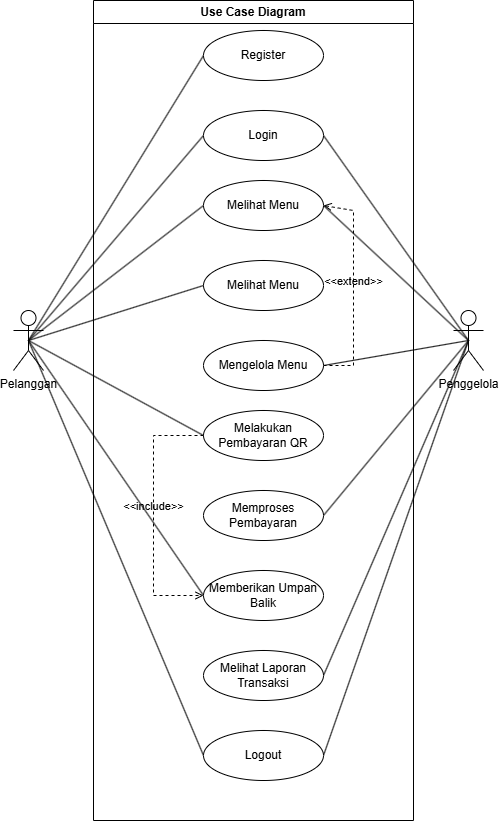 Use Case Diagram
Register
Login
Melihat Menu
<<extend>>
Melihat Menu
Mengelola Menu
Pelanggan
Penggelola
Melakukan
Pembayaran QR
<<include>>
Memproses
Pembayaran
Memberikan Umpan
Balik
Melihat Laporan
Transaksi
Logout